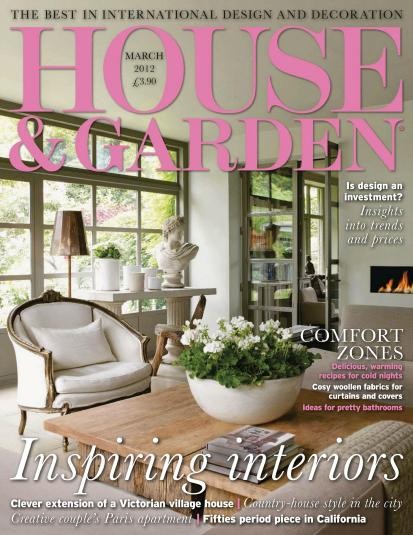 THE BEST IN INTERNATIONAL DESIGN AND DECORATION
HOUSE
& GARDEN®
MARCH
2012
£3.90
Is design an
investment?
Insights
into trends
and prices
COMFORT
ZONES
Delicious, warming
recipes for cold nights
Cosy woollen fabrics for
curtains and covers
Ideas for pretty bathrooms
Inspiring interiors
Clever extension of a Victorian village house | Country-house style in the city
Creative couple's Paris apartment | Fifties period piece in California